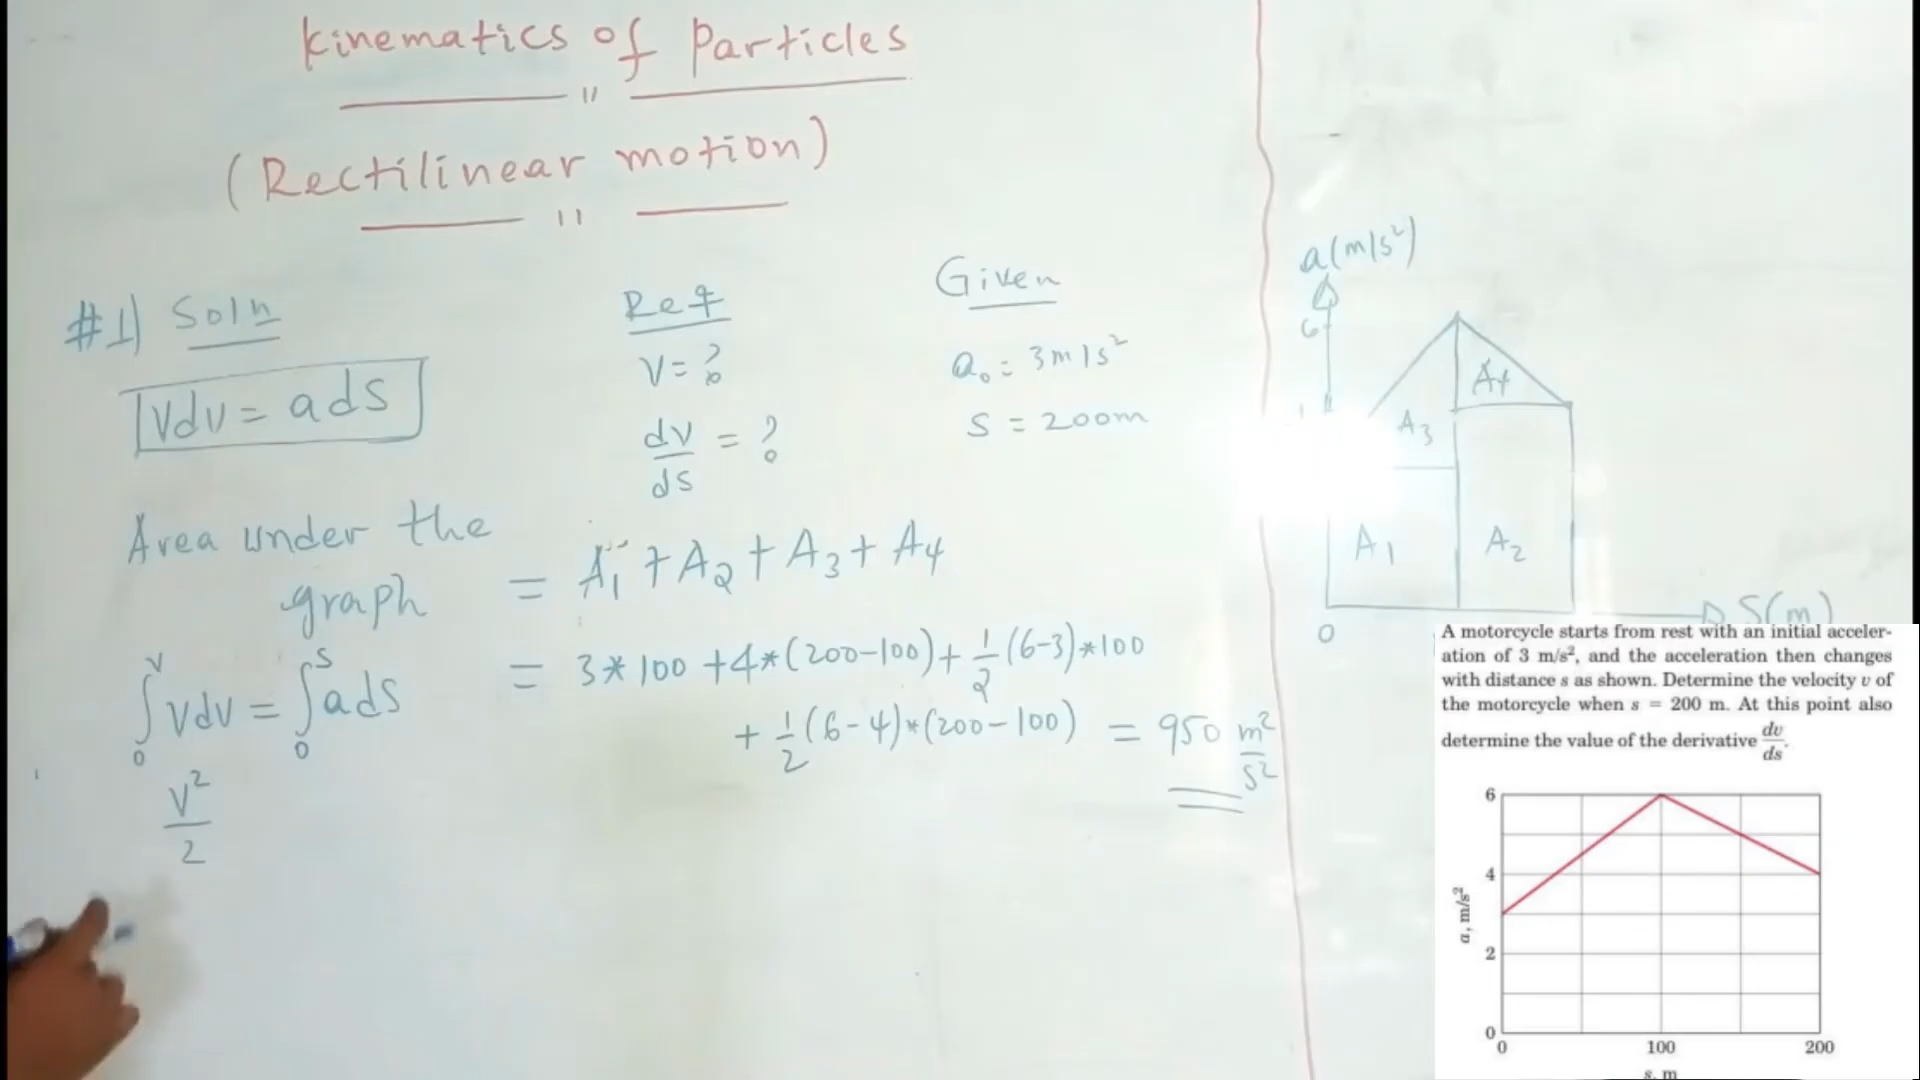 Kinematics of Particles
"
(Rectilinear motion)
"
#1) Soln
Req
Given
Vdv = ads
V = ?
a₀ = 3m/s²
dv/ds = ?
S = 200m
Area under the graph = A₁ + A₂ + A₃ + A₄
∫₀ᵛ Vdv = ∫₀ˢ ads
= 3*100 + 4*(200-100) + 1/2 (6-3)*100
+ 1/2 (6-4)*(200-100) = 950 m²/s²
V²/2
a(m/s²)
6
A₄
A₃
A₁
A₂
0
S(m)
A motorcycle starts from rest with an initial acceler-
ation of 3 m/s², and the acceleration then changes
with distance s as shown. Determine the velocity v of
the motorcycle when s = 200 m. At this point also
determine the value of the derivative dv/ds.
6
4
2
0
a, m/s²
0 100 200
s, m